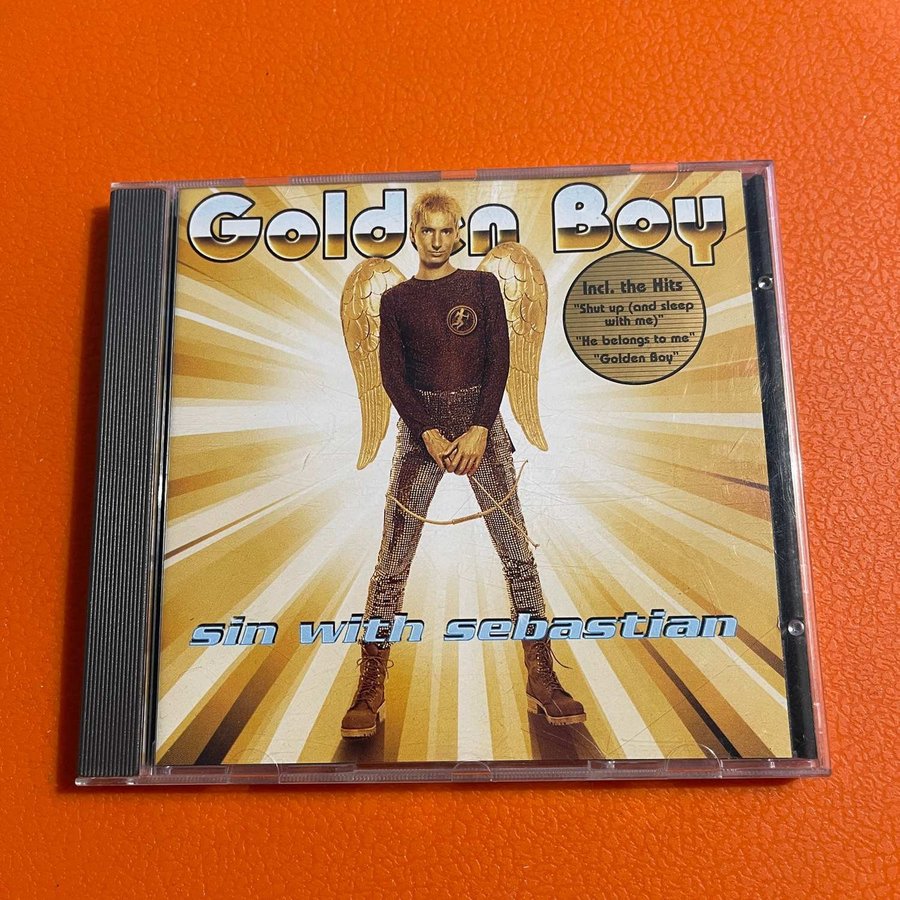 Golden Boy
Incl. the Hits
"Shut up (and sleep
with me)"
"He belongs to me"
"Golden Boy"
sin with sebastian